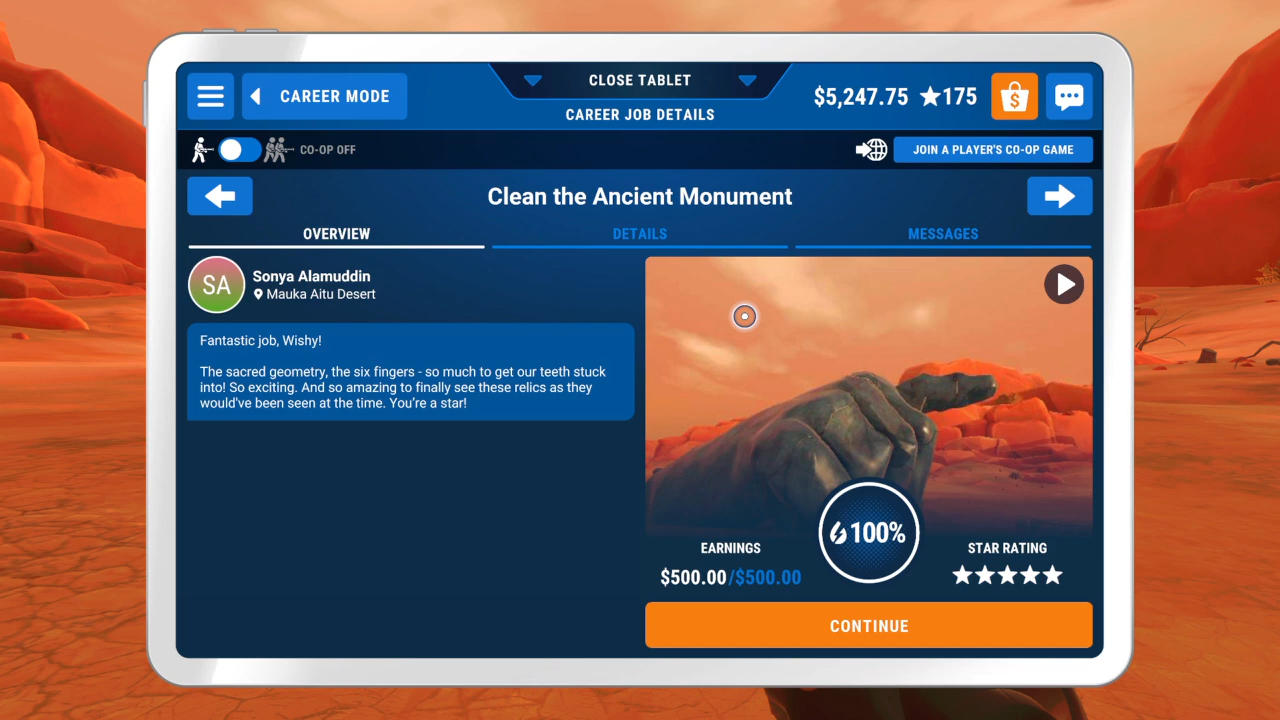 CLOSE TABLET
CAREER MODE
$5,247.75 ★175
CAREER JOB DETAILS
CO-OP OFF
JOIN A PLAYER'S CO-OP GAME
Clean the Ancient Monument
OVERVIEW
DETAILS
MESSAGES
SA
Sonya Alamuddin
Mauka Aitu Desert
Fantastic job, Wishy!
The sacred geometry, the six fingers - so much to get our teeth stuck
into! So exciting. And so amazing to finally see these relics as they
would've been seen at the time. You're a star!
100%
EARNINGS
$500.00/$500.00
STAR RATING
★★★★★
CONTINUE